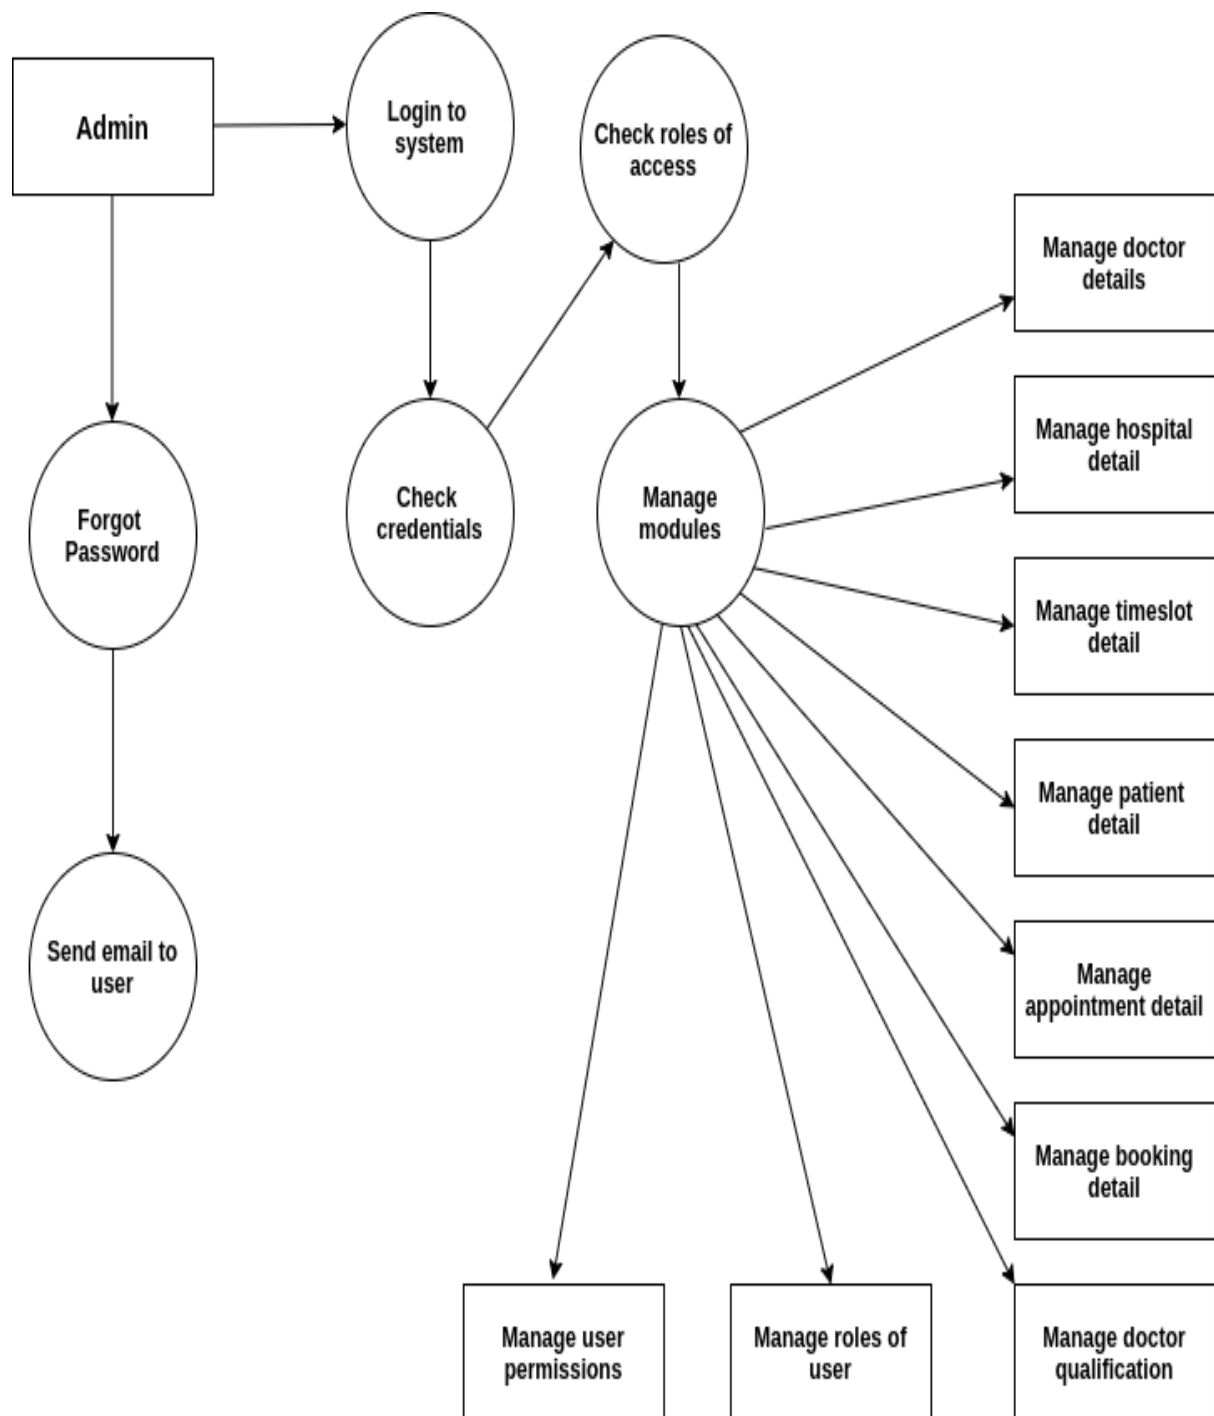 Admin
Login to
system
Check roles of
access
Manage doctor
details
Manage hospital
detail
Forgot
Password
Check
credentials
Manage
modules
Manage timeslot
detail
Manage patient
detail
Send email to
user
Manage
appointment detail
Manage booking
detail
Manage user
permissions
Manage roles of
user
Manage doctor
qualification